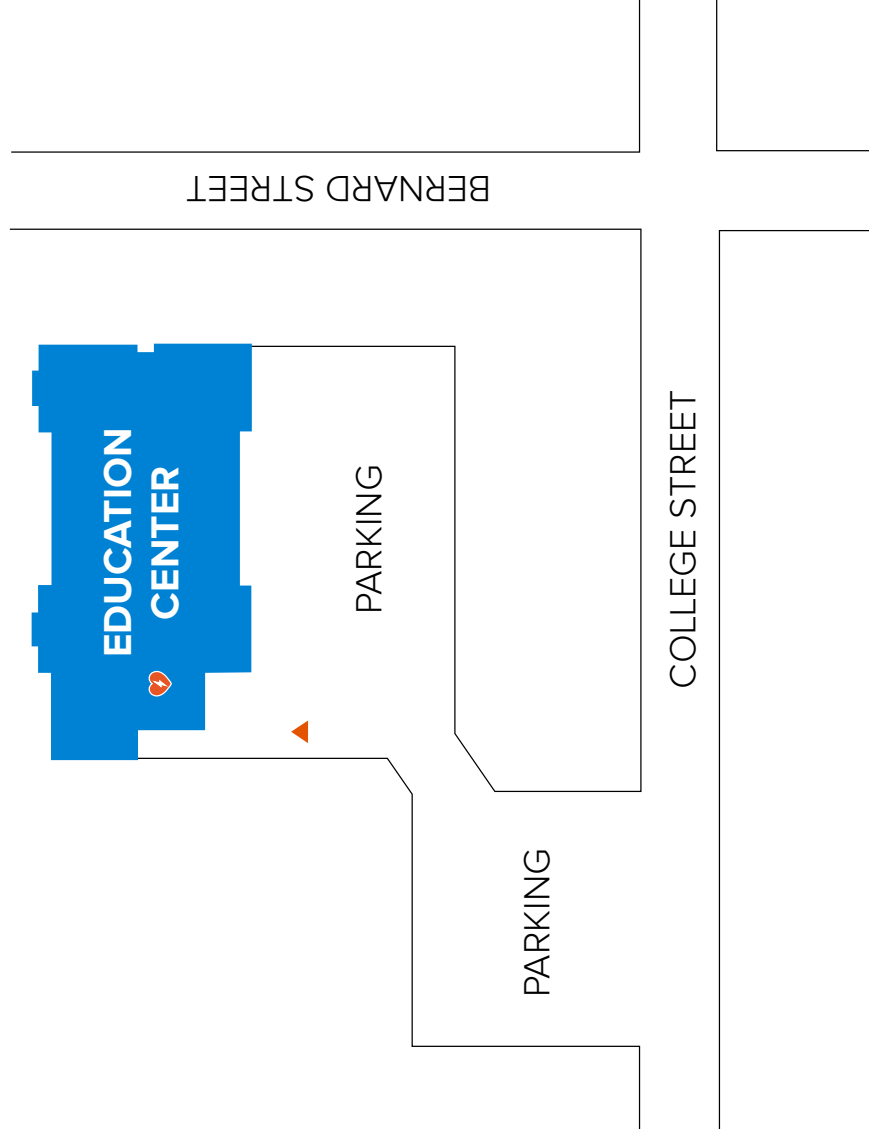 BERNARD STREET
EDUCATION
CENTER
PARKING
COLLEGE STREET
PARKING